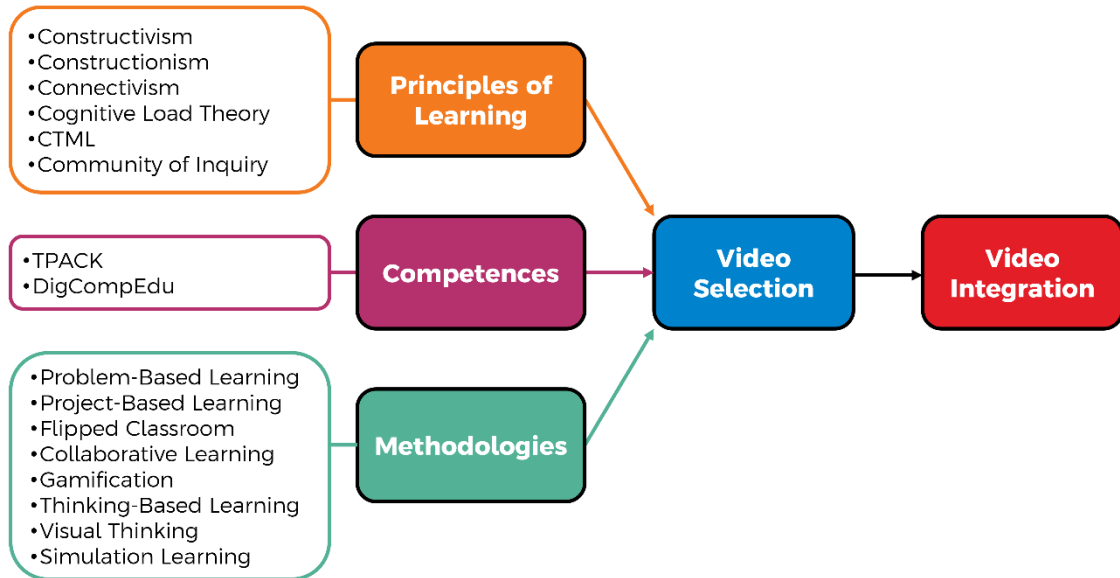 •Constructivism
•Constructionism
•Connectivism
•Cognitive Load Theory
•CTML
•Community of Inquiry
Principles of
Learning
•TPACK
•DigCompEdu
Competences
Video
Selection
Video
Integration
•Problem-Based Learning
•Project-Based Learning
•Flipped Classroom
•Collaborative Learning
•Gamification
•Thinking-Based Learning
•Visual Thinking
•Simulation Learning
Methodologies